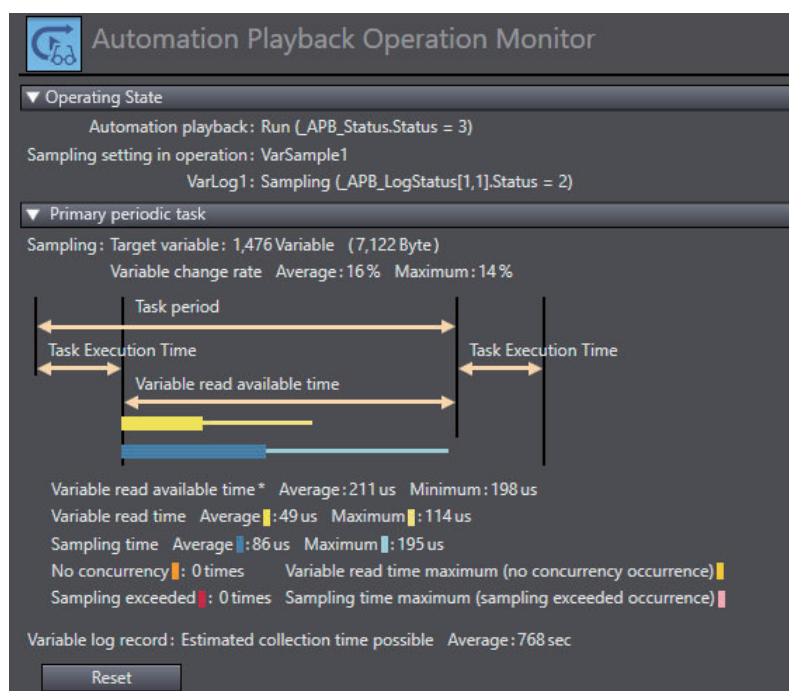 Automation Playback Operation Monitor
▼ Operating State
Automation playback: Run (_APB_Status.Status = 3)
Sampling setting in operation: VarSample1
VarLog1: Sampling (_APB_LogStatus[1,1].Status = 2)
▼ Primary periodic task
Sampling: Target variable: 1,476 Variable (7,122 Byte)
Variable change rate Average:16% Maximum:14%
Task period
Task Execution Time Task Execution Time
Variable read available time
Variable read available time* Average:211 us Minimum:198 us
Variable read time Average :49 us Maximum :114 us
Sampling time Average :86 us Maximum :195 us
No concurrency : 0 times Variable read time maximum (no concurrency occurrence)
Sampling exceeded : 0 times Sampling time maximum (sampling exceeded occurrence)
Variable log record: Estimated collection time possible Average:768 sec
Reset